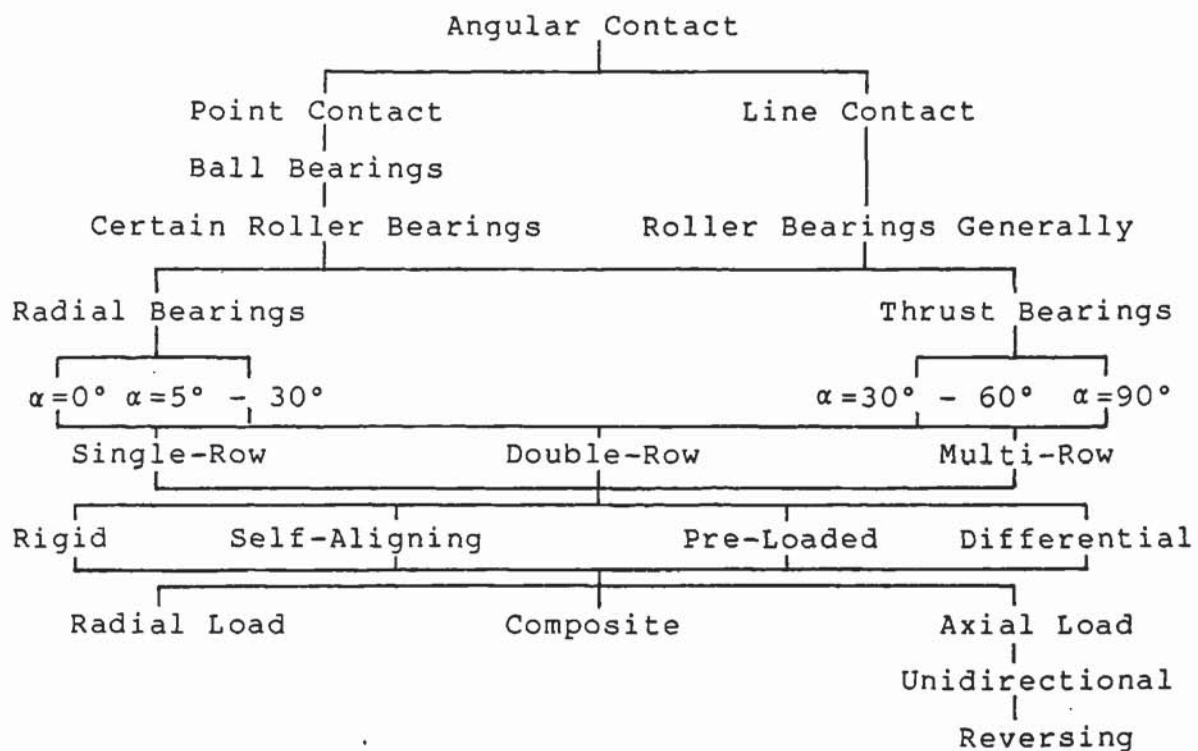 Angular Contact
Point Contact Line Contact
Ball Bearings
Certain Roller Bearings Roller Bearings Generally
Radial Bearings Thrust Bearings
α=0° α=5° - 30° α=30° - 60° α=90°
Single-Row Double-Row Multi-Row
Rigid Self-Aligning Pre-Loaded Differential
Radial Load Composite Axial Load
Unidirectional
Reversing